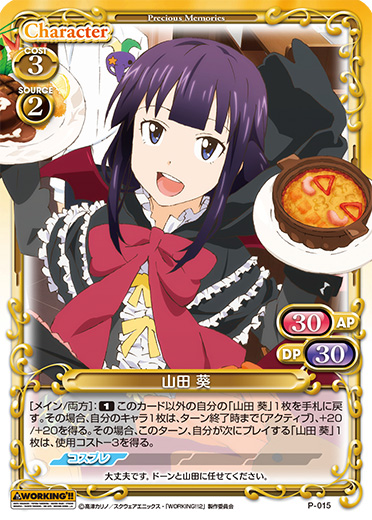 Precious Memories
Character
COST
3
SOURCE
2
30 AP
DP 30
山田 葵
[メイン/両方]:1このカード以外の自分の「山田 葵」1枚を手札に戻
す。その場合、自分のキャラ1枚は、ターン終了時まで〔アクティブ〕、+20
/+20を得る。その場合、このターン、自分が次にプレイする「山田 葵」1
枚は、使用コスト－3を得る。
コスプレ
大丈夫です。ドーンと山田に任せてください。
WORKING'!!
©高津カリノ／スクウェアエニックス・「WORKING'!!2」製作委員会
P-015